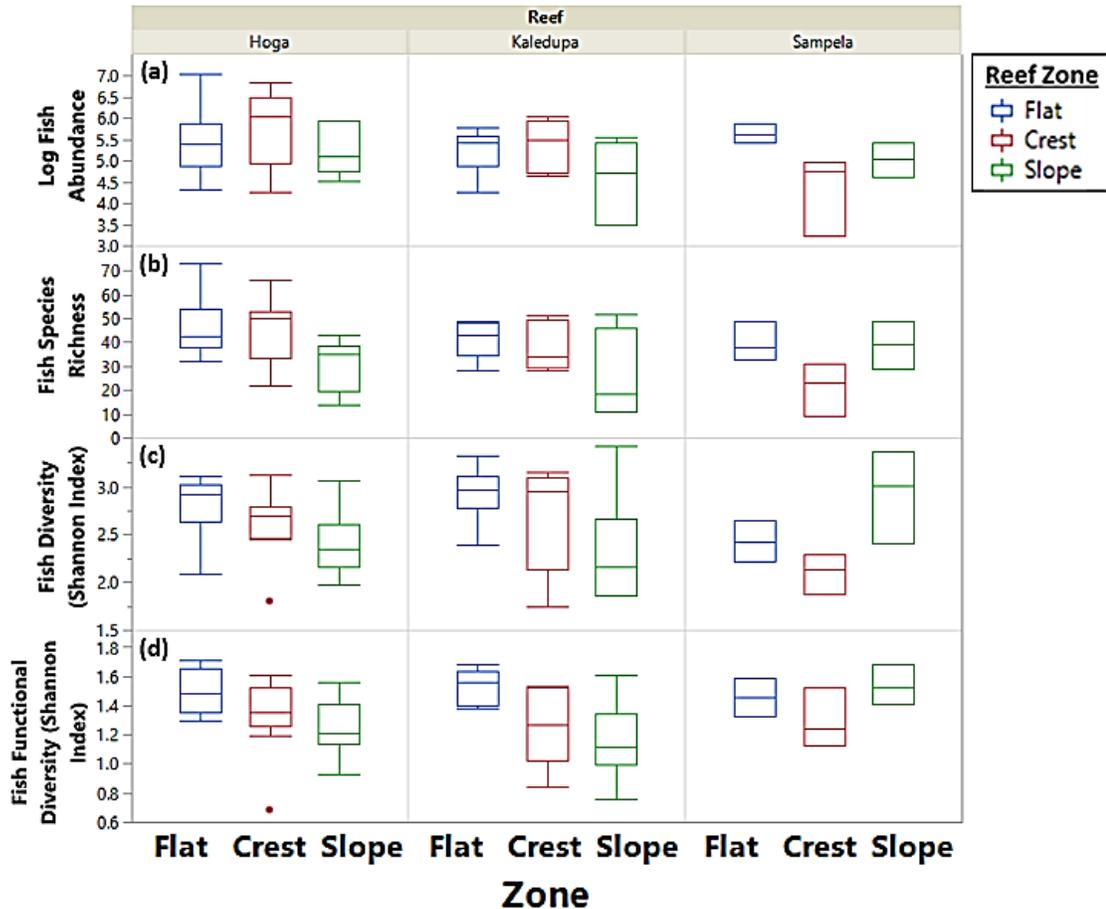 Reef
Hoga Kaledupa Sampela
(a)
Log Fish
Abundance
7.0
6.5
6.0
5.5
5.0
4.5
4.0
3.5
3.0
Reef Zone
Flat
Crest
Slope
(b)
Fish Species
Richness
70
60
50
40
30
20
10
0
(c)
Fish Diversity
(Shannon Index)
3.0
2.5
2.0
1.5
(d)
Fish Functional
Diversity (Shannon
Index)
1.8
1.6
1.4
1.2
1.0
0.8
0.6
Flat Crest Slope Flat Crest Slope Flat Crest Slope
Zone